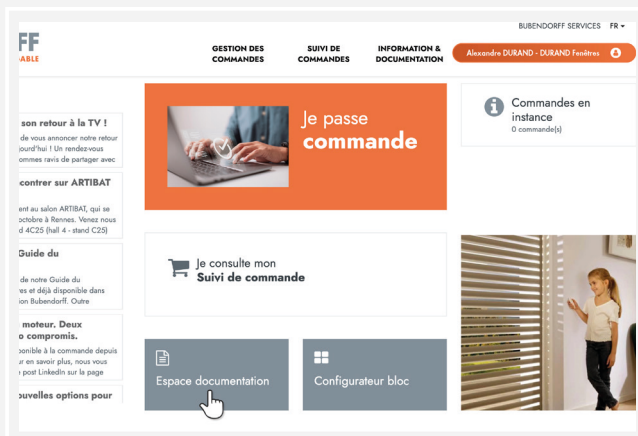 BUBENDORFF SERVICES FR
FF
GABLE
GESTION DES
COMMANDES
SUIVI DE
COMMANDES
INFORMATION &
DOCUMENTATION
Alexandre DURAND - DURAND Fenêtres
son retour à la TV !
de vous annoncer notre retour
jourd'hui ! Un rendez-vous
ommes ravis de partager avec
contrer sur ARTIBAT
ent au salon ARTIBAT, qui se
octobre à Rennes. Venez nous
d 4C25 (hall 4 - stand C25)
Guide du
de notre Guide du
res et déjà disponible dans
ion Bubendorff. Outre
moteur. Deux
o compromis.
ponible à la commande depuis
ur en savoir plus, nous vous
post LinkedIn sur la page
ouvelles options pour
Je passe
commande
Je consulte mon
Suivi de commande
Espace documentation
Configurateur bloc
Commandes en
instance
0 commande(s)